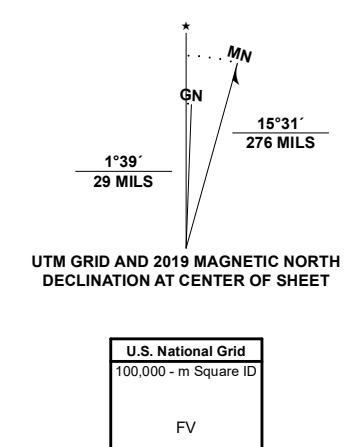 MN
GN
15°31´
276 MILS
1°39´
29 MILS
UTM GRID AND 2019 MAGNETIC NORTH
DECLINATION AT CENTER OF SHEET
U.S. National Grid
100,000 - m Square ID
FV